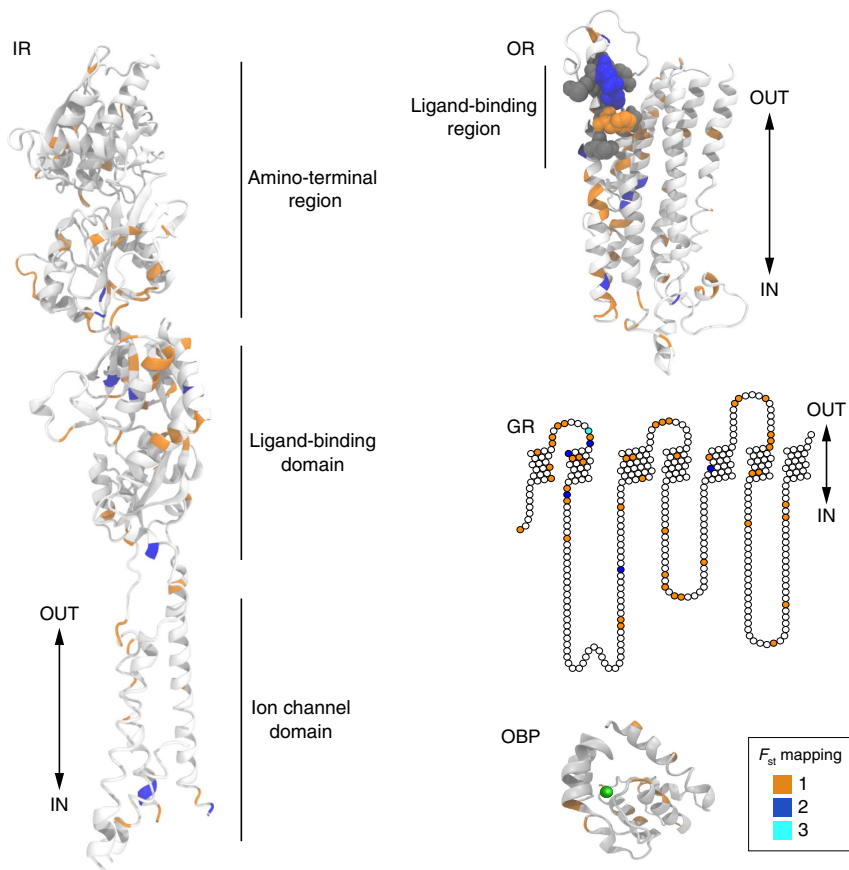 IR
Amino-terminal
region
Ligand-binding
domain
OUT
IN
Ion channel
domain
OR
Ligand-binding
region
OUT
IN
GR
OUT
IN
OBP
Fst mapping
1
2
3